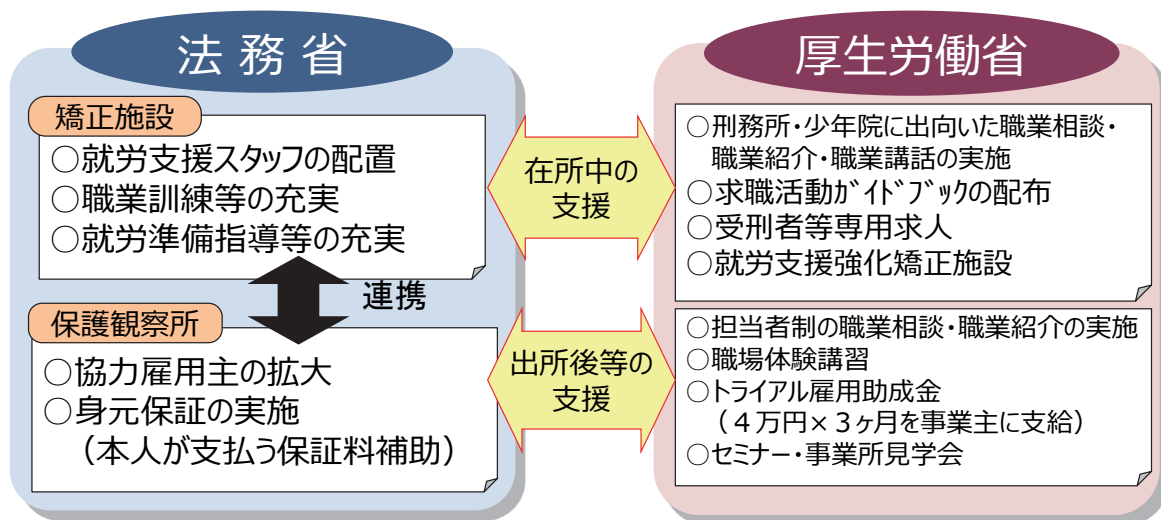 法務省
矯正施設
○就労支援スタッフの配置
○職業訓練等の充実
○就労準備指導等の充実
連携
保護観察所
○協力雇用主の拡大
○身元保証の実施
（本人が支払う保証料補助）
在所中の
支援
出所後等の
支援
厚生労働省
○刑務所・少年院に出向いた職業相談・
職業紹介・職業講話の実施
○求職活動ｶﾞｲﾄﾞﾌﾞｯｸの配布
○受刑者等専用求人
○就労支援強化矯正施設
○担当者制の職業相談・職業紹介の実施
○職場体験講習
○トライアル雇用助成金
（４万円×３ヶ月を事業主に支給）
○セミナー・事業所見学会